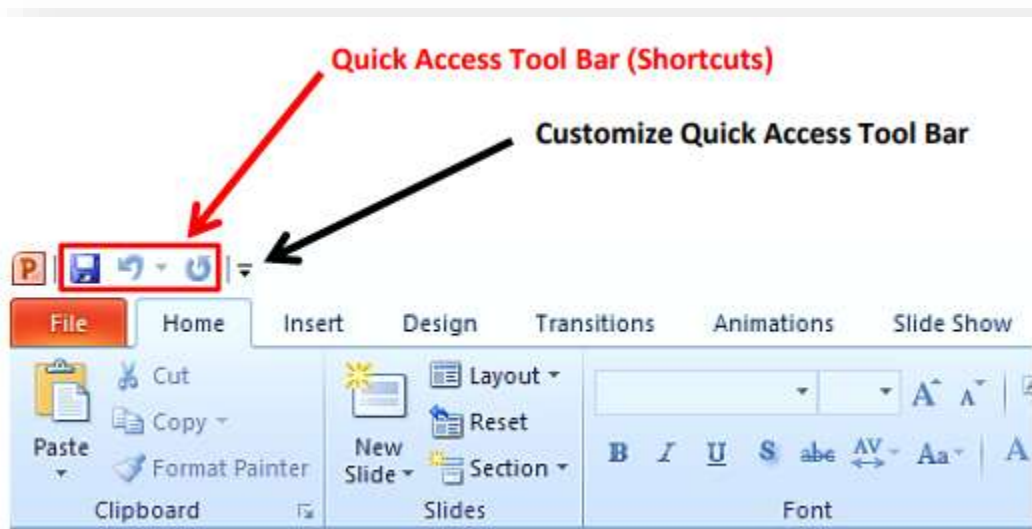 Quick Access Tool Bar (Shortcuts)
Customize Quick Access Tool Bar
P
File Home Insert Design Transitions Animations Slide Show
Cut
Copy
Format Painter
Paste
Layout
Reset
Section
New
Slide
A A
B I U S abc AV Aa A
Clipboard Slides Font